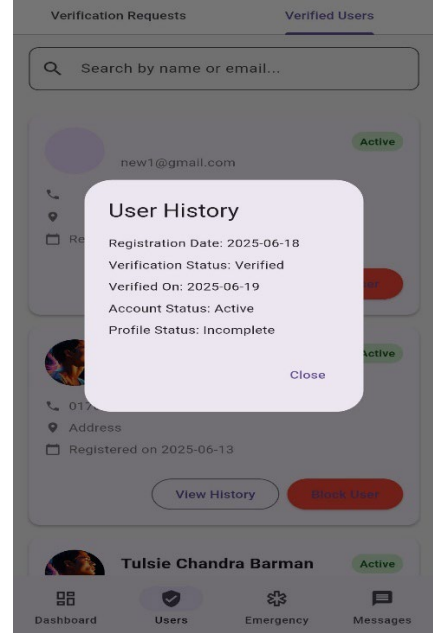 Verification Requests
Verified Users
Search by name or email...
Active
new1@gmail.com
Re
User History
Registration Date: 2025-06-18
Verification Status: Verified
Verified On: 2025-06-19
Account Status: Active
Profile Status: Incomplete
Close
Active
017
Address
Registered on 2025-06-13
View History
Block User
Tulsie Chandra Barman
Active
Dashboard
Users
Emergency
Messages